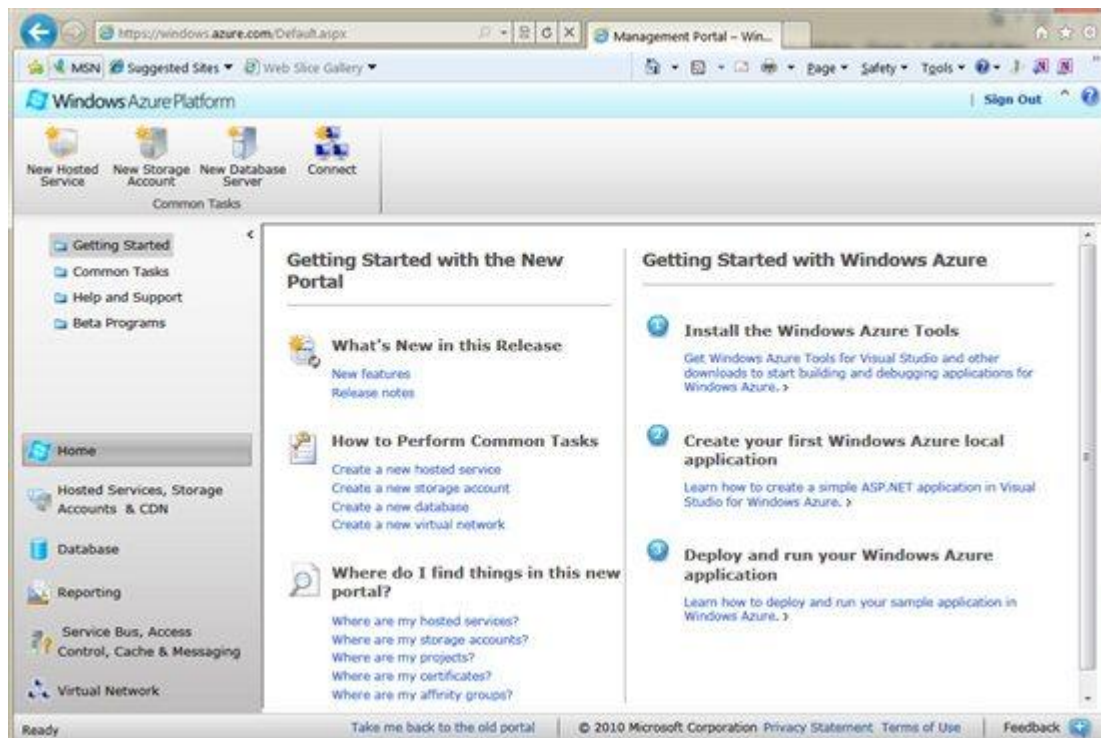 https://windows.azure.com/Default.aspx
Management Portal – Win...
MSN Suggested Sites Web Slice Gallery
Page Safety Tools
Windows Azure Platform
Sign Out
New Hosted Service
New Storage Account
New Database Server
Connect
Common Tasks
Getting Started
Common Tasks
Help and Support
Beta Programs
Home
Hosted Services, Storage
Accounts & CDN
Database
Reporting
Service Bus, Access
Control, Cache & Messaging
Virtual Network
Getting Started with the New
Portal
What's New in this Release
New features
Release notes
How to Perform Common Tasks
Create a new hosted service
Create a new storage account
Create a new database
Create a new virtual network
Where do I find things in this new
portal?
Where are my hosted services?
Where are my storage accounts?
Where are my projects?
Where are my certificates?
Where are my affinity groups?
Getting Started with Windows Azure
1 Install the Windows Azure Tools
Get Windows Azure Tools for Visual Studio and other
downloads to start building and debugging applications for
Windows Azure. >
2 Create your first Windows Azure local
application
Learn how to create a simple ASP.NET application in Visual
Studio for Windows Azure. >
3 Deploy and run your Windows Azure
application
Learn how to deploy and run your sample application in
Windows Azure. >
Ready
Take me back to the old portal
© 2010 Microsoft Corporation Privacy Statement Terms of Use
Feedback